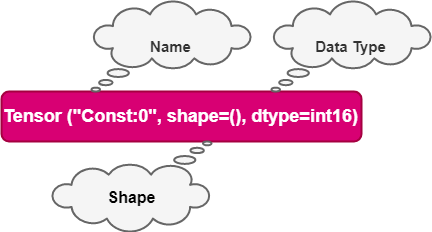 Name
Data Type
Tensor ("Const:0", shape=(), dtype=int16)
Shape